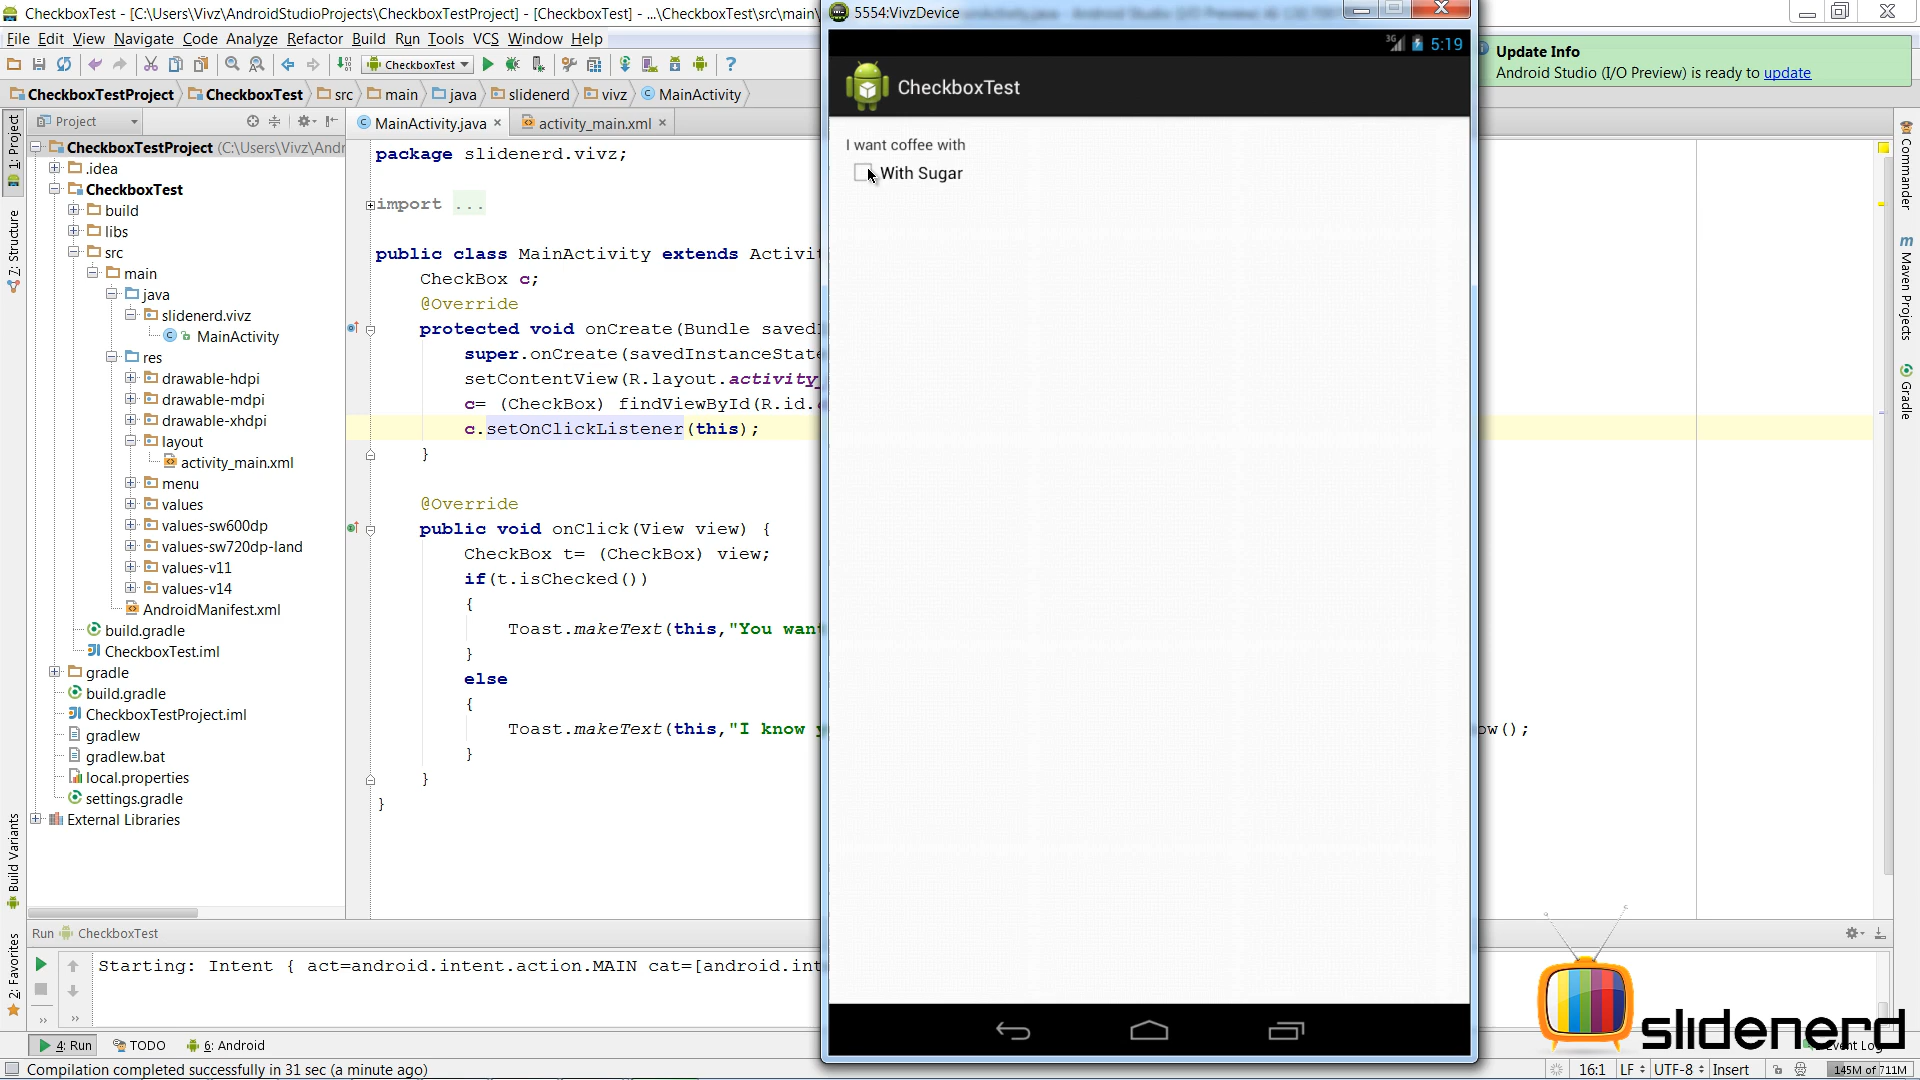 CheckboxTest - [C:\Users\Vivz\AndroidStudioProjects\CheckboxTestProject] - [CheckboxTest] - ...\CheckboxTest\src\main\
File Edit View Navigate Code Analyze Refactor Build Run Tools VCS Window Help
CheckboxTest
CheckboxTestProject CheckboxTest src main java slidenerd vivz MainActivity
Project
MainActivity.java
activity_main.xml
1: Project
7: Structure
Build Variants
2: Favorites
CheckboxTestProject (C:\Users\Vivz\Andr
.idea
CheckboxTest
build
libs
src
main
java
slidenerd.vivz
MainActivity
res
drawable-hdpi
drawable-mdpi
drawable-xhdpi
layout
activity_main.xml
menu
values
values-sw600dp
values-sw720dp-land
values-v11
values-v14
AndroidManifest.xml
build.gradle
CheckboxTest.iml
gradle
build.gradle
CheckboxTestProject.iml
gradlew
gradlew.bat
local.properties
settings.gradle
External Libraries
package slidenerd.vivz;
import ...
public class MainActivity extends Activit
CheckBox c;
@Override
protected void onCreate(Bundle savedI
super.onCreate(savedInstanceState
setContentView(R.layout.activity_
c= (CheckBox) findViewById(R.id.
c.setOnClickListener(this);
}
@Override
public void onClick(View view) {
CheckBox t= (CheckBox) view;
if(t.isChecked())
{
Toast.makeText(this,"You want
}
else
{
Toast.makeText(this,"I know y
ow();
}
}
}
5554:VivzDevice
3G 5:19
CheckboxTest
I want coffee with
With Sugar
Update Info
Android Studio (I/O Preview) is ready to update
Commander
Maven Projects
Gradle
Run CheckboxTest
Starting: Intent { act=android.intent.action.MAIN cat=[android.int
4: Run TODO 6: Android
Event Log
Compilation completed successfully in 31 sec (a minute ago)
16:1 LF UTF-8 Insert 145M of 711M
slidenerd